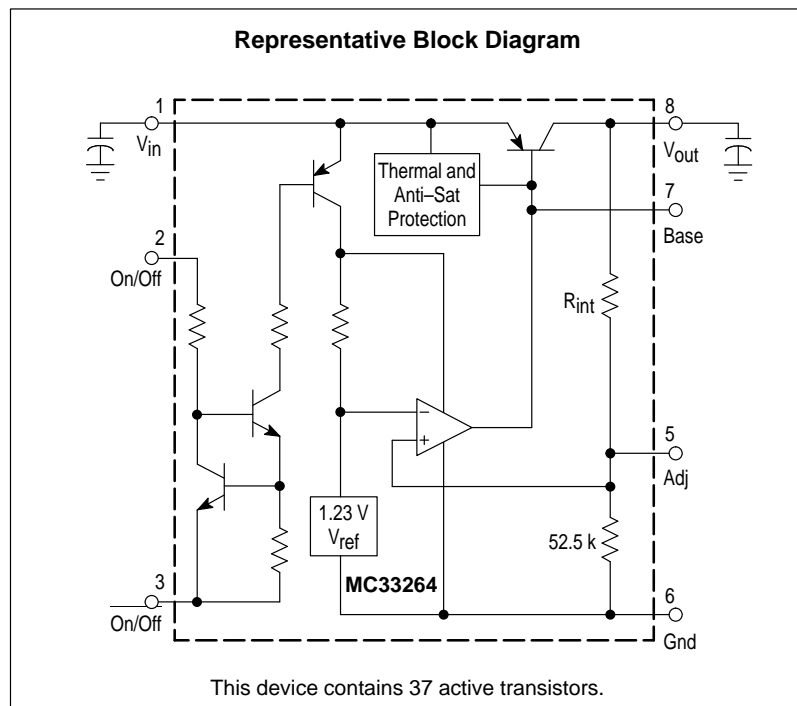 Representative Block Diagram
1
Vin
8
Vout
Thermal and
Anti–Sat
Protection
7
Base
2
On/Off
Rint
5
Adj
1.23 V
Vref
52.5 k
MC33264
3
On/Off
6
Gnd
This device contains 37 active transistors.